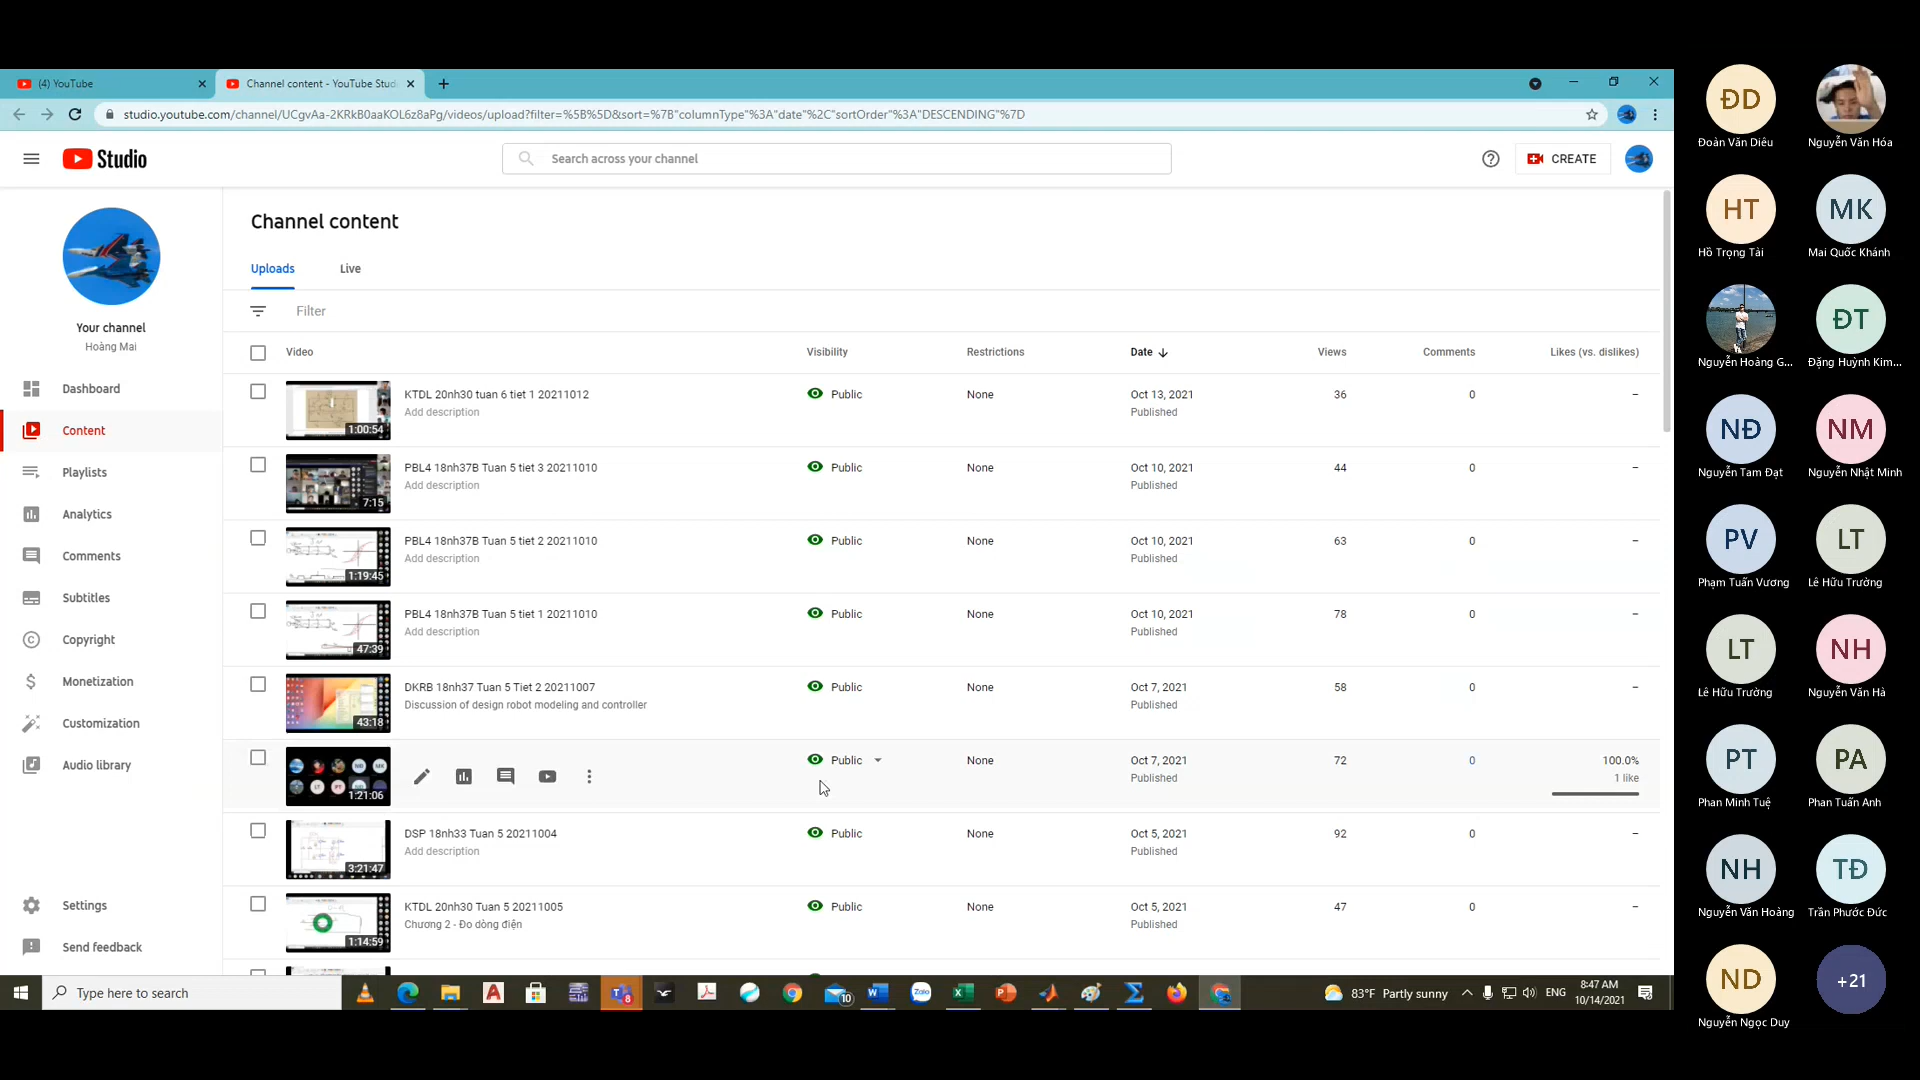 (4) YouTube
Channel content - YouTube Stud
studio.youtube.com/channel/UCgvAa-2KRkB0aaKOL6z8aPg/videos/upload?filter=%5B%5D&sort=%7B"columnType"%3A"date"%2C"sortOrder"%3A"DESCENDING"%7D
Studio
Search across your channel
CREATE
Your channel
Hoàng Mai
Dashboard
Content
Playlists
Analytics
Comments
Subtitles
Copyright
Monetization
Customization
Audio library
Settings
Send feedback
Channel content
Uploads Live
Filter
Video Visibility Restrictions Date Views Comments Likes (vs. dislikes)
1:00:54 KTDL 20nh30 tuan 6 tiet 1 20211012 Public None Oct 13, 2021 36 0 –
Add description Published
7:15 PBL4 18nh37B Tuan 5 tiet 3 20211010 Public None Oct 10, 2021 44 0 –
Add description Published
1:19:45 PBL4 18nh37B Tuan 5 tiet 2 20211010 Public None Oct 10, 2021 63 0 –
Add description Published
47:39 PBL4 18nh37B Tuan 5 tiet 1 20211010 Public None Oct 10, 2021 78 0 –
Add description Published
43:18 DKRB 18nh37 Tuan 5 Tiet 2 20211007 Public None Oct 7, 2021 58 0 –
Discussion of design robot modeling and controller Published
1:21:06 Public None Oct 7, 2021 72 0 100.0%
Published 1 like
3:21:47 DSP 18nh33 Tuan 5 20211004 Public None Oct 5, 2021 92 0 –
Add description Published
1:14:59 KTDL 20nh30 Tuan 5 20211005 Public None Oct 5, 2021 47 0 –
Chương 2 - Đo dòng điện Published
Type here to search
8
10
Zalo
83°F Partly sunny
ENG
8:47 AM
10/14/2021
ĐD
Đoàn Văn Diêu Nguyễn Văn Hóa
HT MK
Hồ Trọng Tài Mai Quốc Khánh
ĐT
Nguyễn Hoàng G... Đặng Huỳnh Kim...
NĐ NM
Nguyễn Tam Đạt Nguyễn Nhật Minh
PV LT
Phạm Tuấn Vương Lê Hữu Trường
LT NH
Lê Hữu Trường Nguyễn Văn Hà
PT PA
Phan Minh Tuệ Phan Tuấn Anh
NH TĐ
Nguyễn Văn Hoàng Trần Phước Đức
ND +21
Nguyễn Ngọc Duy